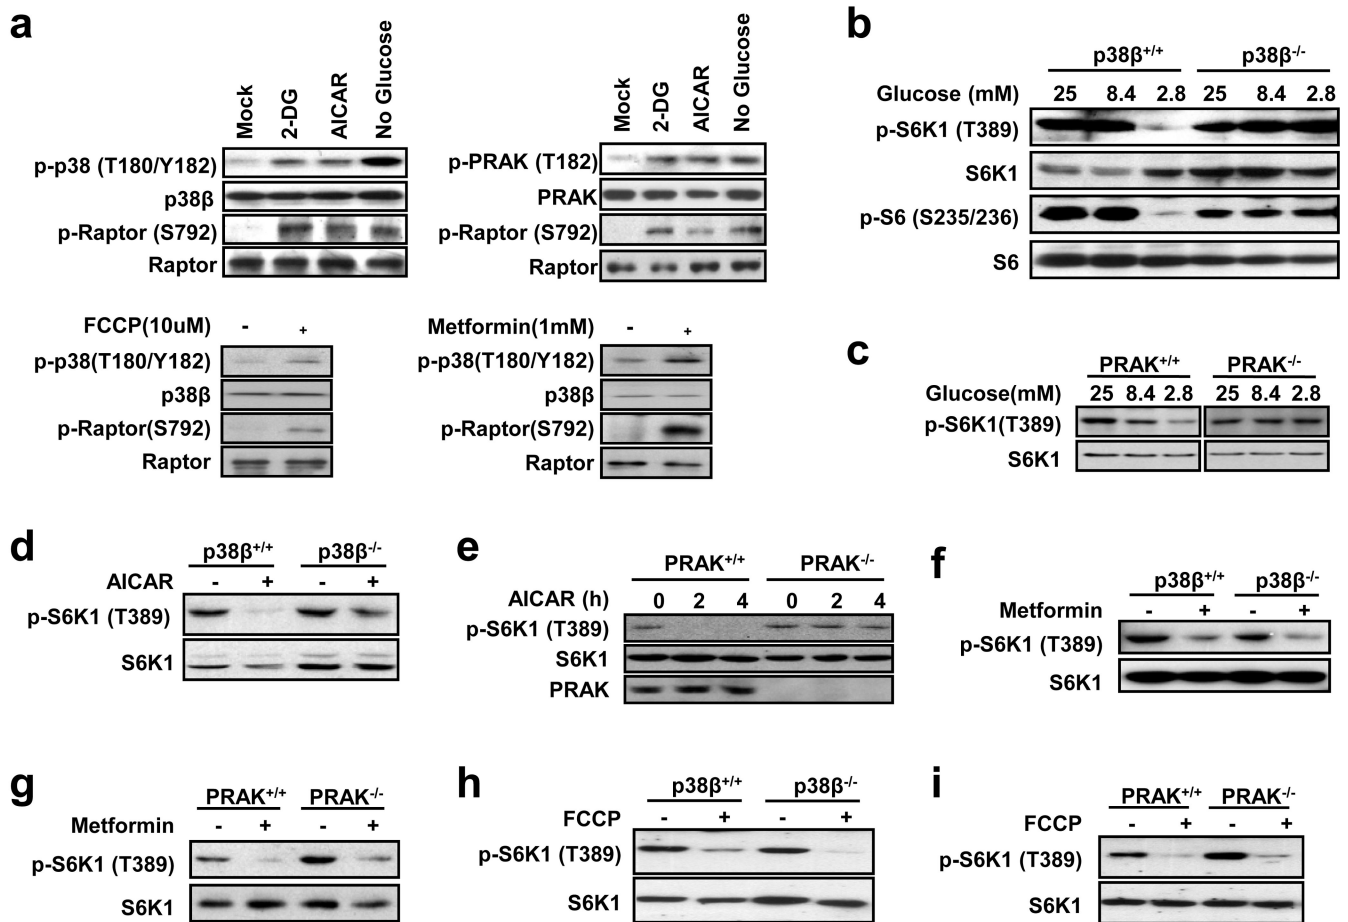 a
Mock 2-DG AICAR No Glucose
p-p38 (T180/Y182)
p38β
p-Raptor (S792)
Raptor
Mock 2-DG AICAR No Glucose
p-PRAK (T182)
PRAK
p-Raptor (S792)
Raptor
FCCP(10uM) - +
p-p38(T180/Y182)
p38β
p-Raptor(S792)
Raptor
Metformin(1mM) - +
p-p38(T180/Y182)
p38β
p-Raptor(S792)
Raptor
b
p38β+/+ p38β-/-
Glucose (mM) 25 8.4 2.8 25 8.4 2.8
p-S6K1 (T389)
S6K1
p-S6 (S235/236)
S6
c
PRAK+/+ PRAK-/-
Glucose(mM) 25 8.4 2.8 25 8.4 2.8
p-S6K1(T389)
S6K1
d
p38β+/+ p38β-/-
AICAR - + - +
p-S6K1 (T389)
S6K1
e
PRAK+/+ PRAK-/-
AICAR (h) 0 2 4 0 2 4
p-S6K1 (T389)
S6K1
PRAK
f
p38β+/+ p38β-/-
Metformin - + - +
p-S6K1 (T389)
S6K1
g
PRAK+/+ PRAK-/-
Metformin - + - +
p-S6K1 (T389)
S6K1
h
p38β+/+ p38β-/-
FCCP - + - +
p-S6K1 (T389)
S6K1
i
PRAK+/+ PRAK-/-
FCCP - + - +
p-S6K1 (T389)
S6K1